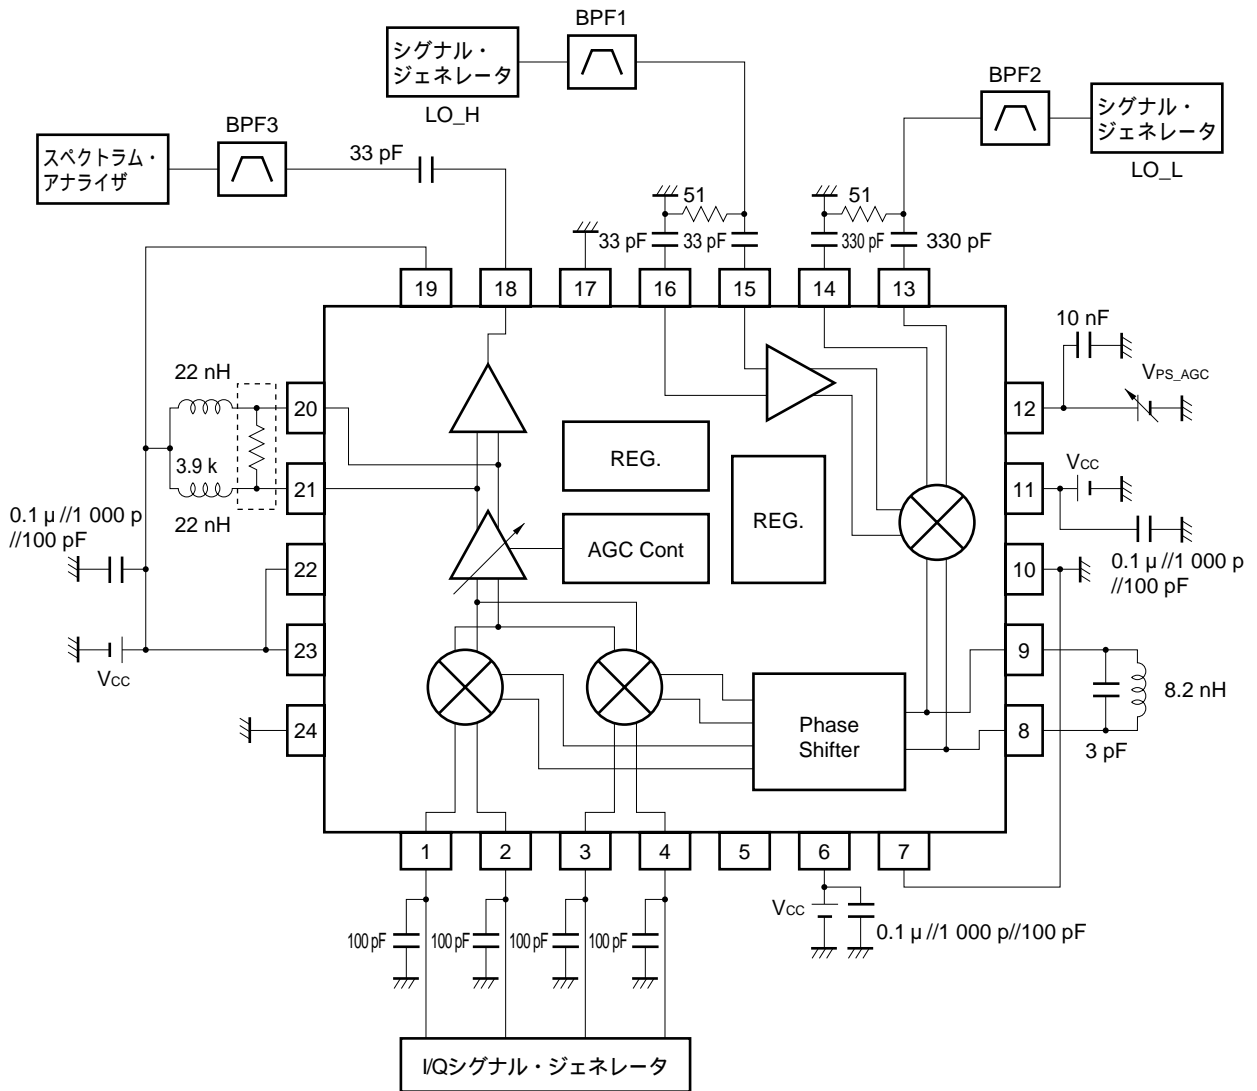 BPF1
シグナル・
ジェネレータ
LO_H
BPF2
シグナル・
ジェネレータ
LO_L
BPF3
スペクトラム・
アナライザ
33 pF
51
33 pF
33 pF
51
330 pF
330 pF
19
18
17
16
15
14
13
10 nF
VPS_AGC
12
22 nH
20
3.9 k
21
22 nH
REG.
REG.
AGC Cont
VCC
11
0.1 μ //1 000 p
//100 pF
10
0.1 μ //1 000 p
//100 pF
22
23
VCC
24
9
8.2 nH
8
3 pF
Phase
Shifter
1
2
3
4
5
6
7
100 pF
100 pF
100 pF
100 pF
VCC
0.1 μ //1 000 p//100 pF
I/Qシグナル・ジェネレータ